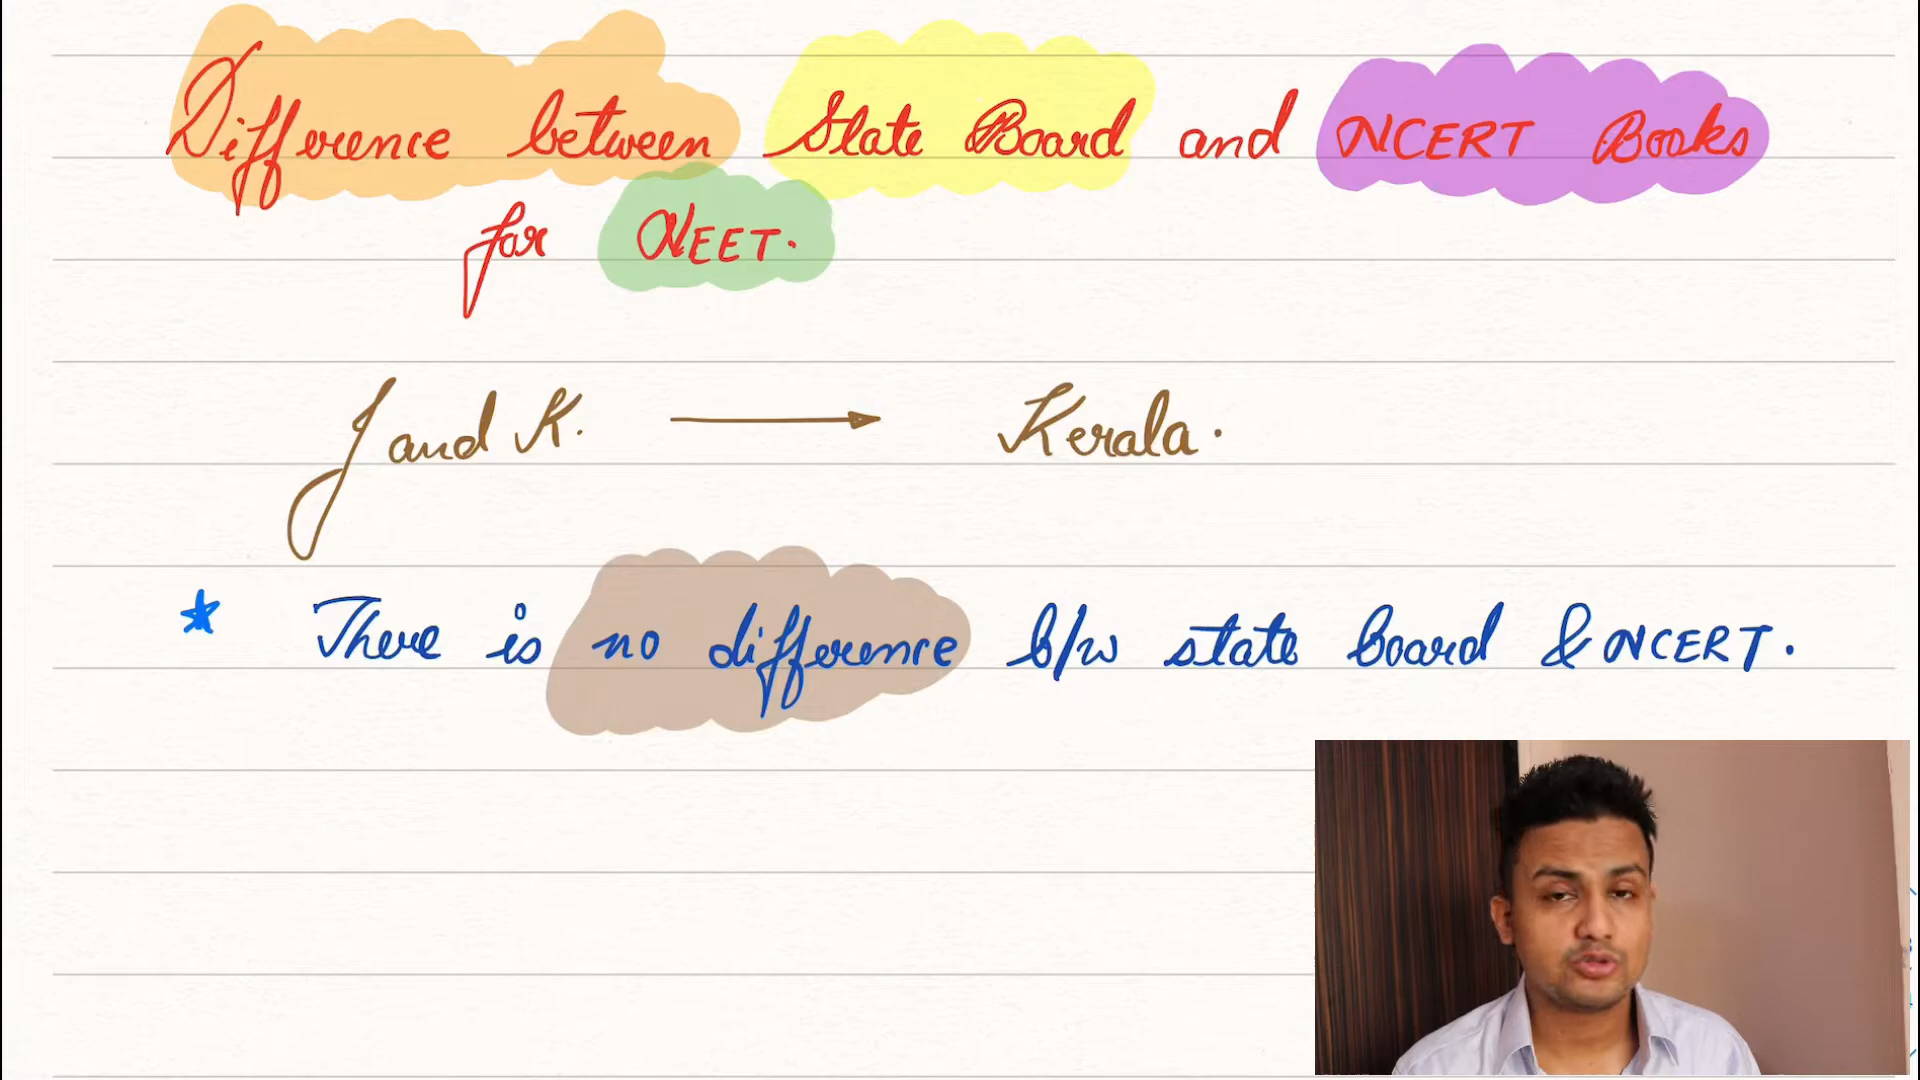 Difference between State Board and NCERT Books
for NEET.
J and K. → Kerala.
* There is no difference b/w state board & NCERT.